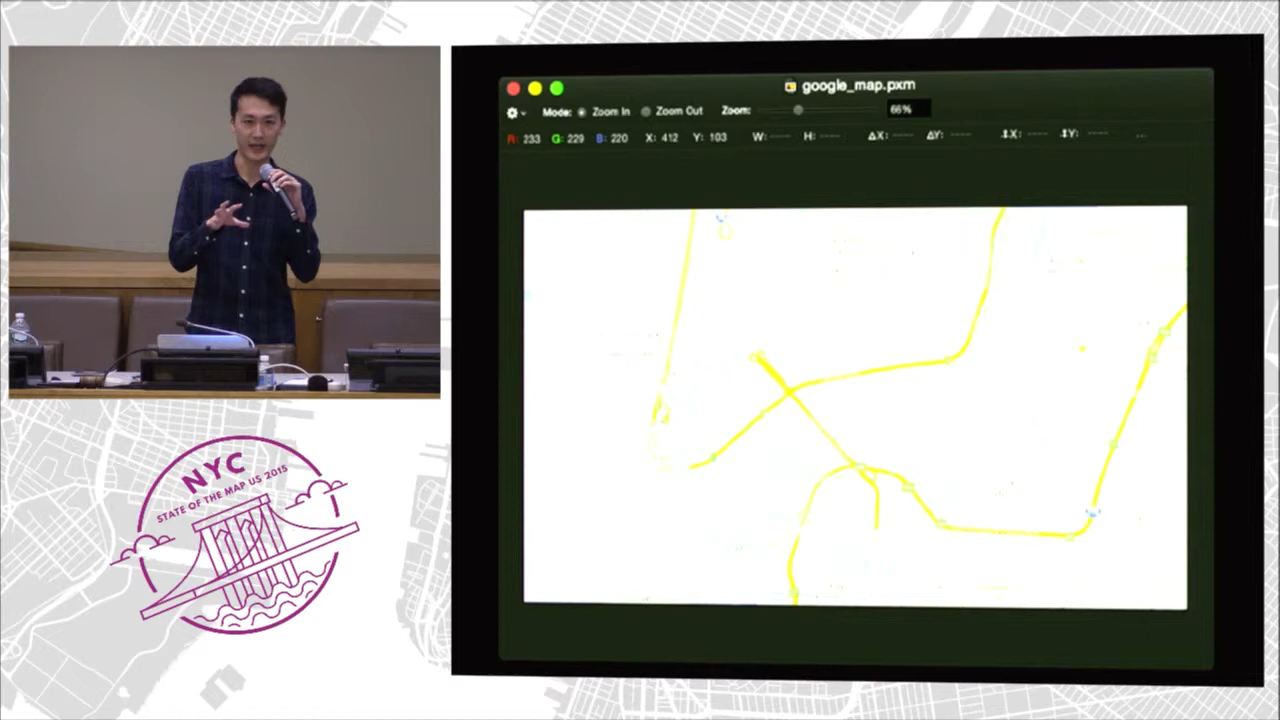 google_map.pxm
Mode: Zoom In Zoom Out Zoom: 66%
R: 233 G: 229 B: 220 X: 412 Y: 103 W: H: ΔX: ΔY: ‡X: ‡Y:
NYC
STATE OF THE MAP US 2015